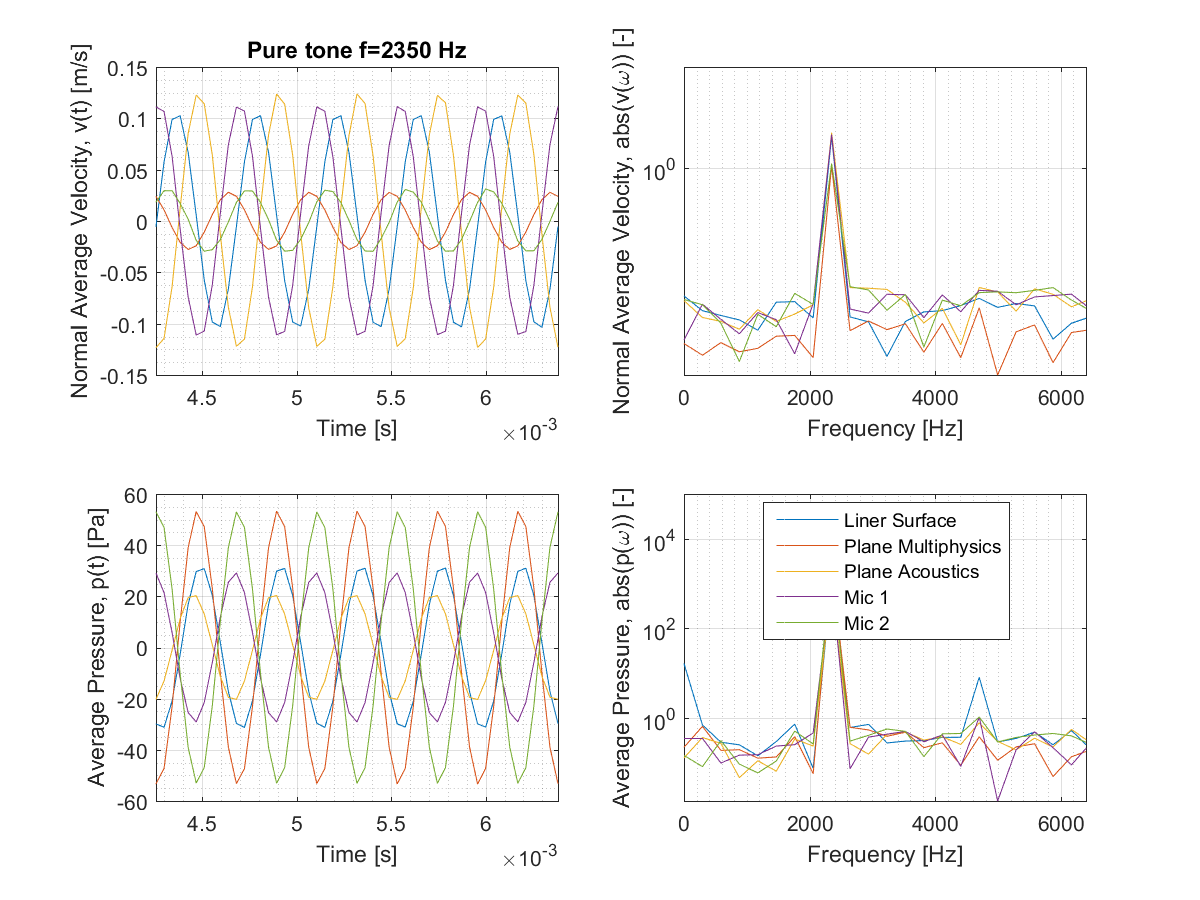 Pure tone f=2350 Hz
Normal Average Velocity, v(t) [m/s]
0.15
0.1
0.05
0
-0.05
-0.1
-0.15
4.5
5
5.5
6
Time [s]
×10-3
Normal Average Velocity, abs(v(ω)) [-]
100
0
2000
4000
6000
Frequency [Hz]
Average Pressure, p(t) [Pa]
60
40
20
0
-20
-40
-60
4.5
5
5.5
6
Time [s]
×10-3
Average Pressure, abs(p(ω)) [-]
104
102
100
Liner Surface
Plane Multiphysics
Plane Acoustics
Mic 1
Mic 2
0
2000
4000
6000
Frequency [Hz]